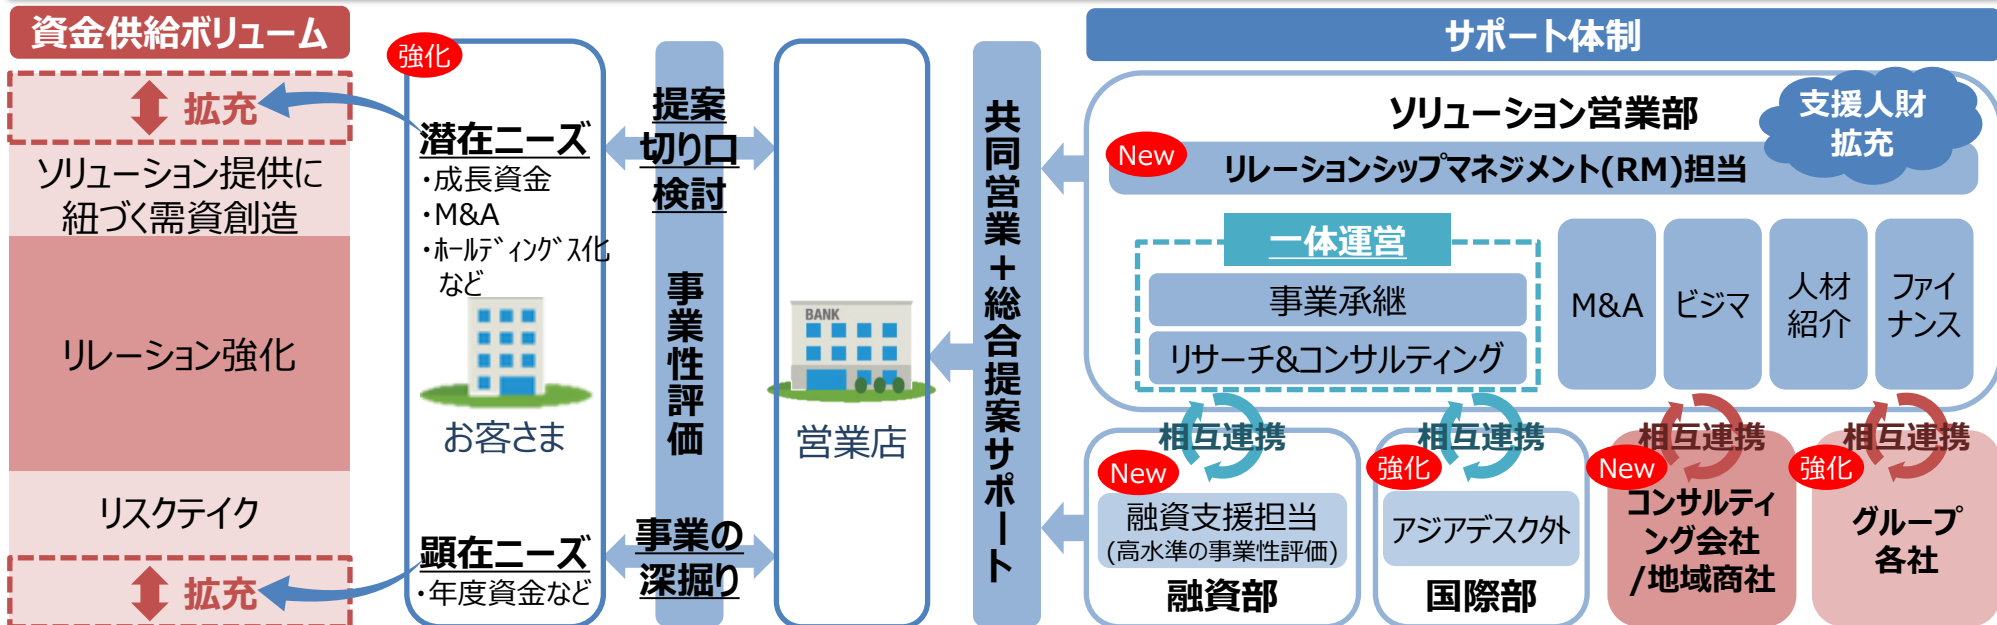 資金供給ボリューム
拡充
ソリューション提供に
紐づく需資創造
リレーション強化
リスクテイク
拡充
強化
潜在ニーズ
・成長資金
・M&A
・ﾎｰﾙﾃﾞｨﾝｸﾞｽ化
など
お客さま
顕在ニーズ
・年度資金など
提案
切り口
検討
事業性評価
事業の
深掘り
BANK
営業店
共同営業＋総合提案サポート
サポート体制
ソリューション営業部
支援人財
拡充
New
リレーションシップマネジメント(RM)担当
一体運営
事業承継
リサーチ&コンサルティング
M&A
ビジマ
人材
紹介
ファイ
ナンス
相互連携
相互連携
相互連携
相互連携
New
融資支援担当
(高水準の事業性評価)
融資部
強化
アジアデスク外
国際部
New
コンサルティ
ング会社
/地域商社
強化
グループ
各社